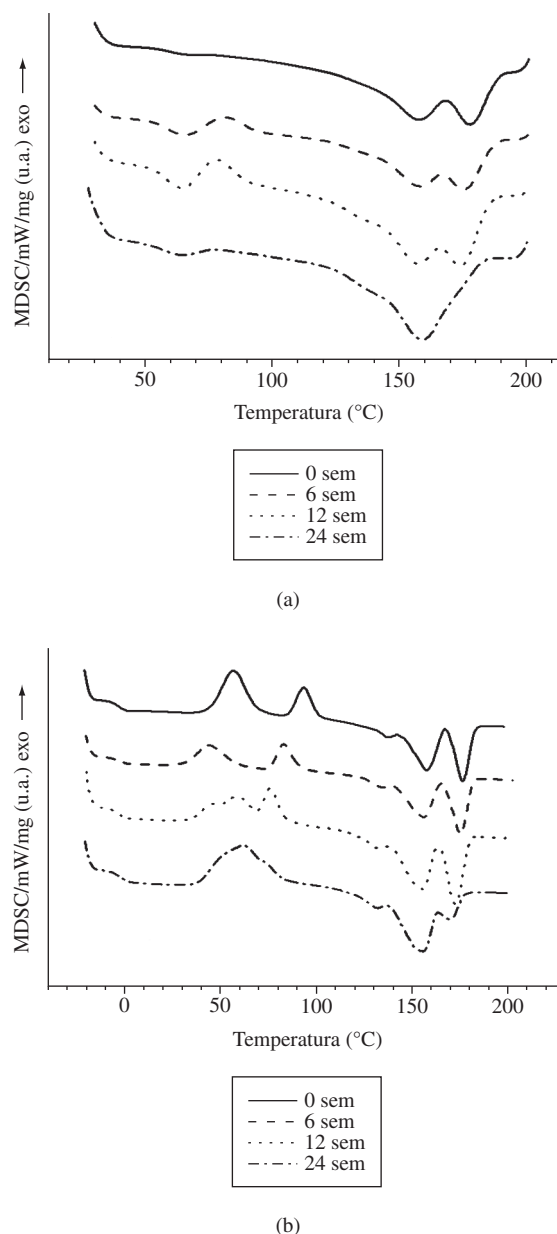 MDSC/mW/mg (u.a.) exo
50 100 150 200
Temperatura (°C)
0 sem
6 sem
12 sem
24 sem
(a)
MDSC/mW/mg (u.a.) exo
0 50 100 150 200
Temperatura (°C)
0 sem
6 sem
12 sem
24 sem
(b)